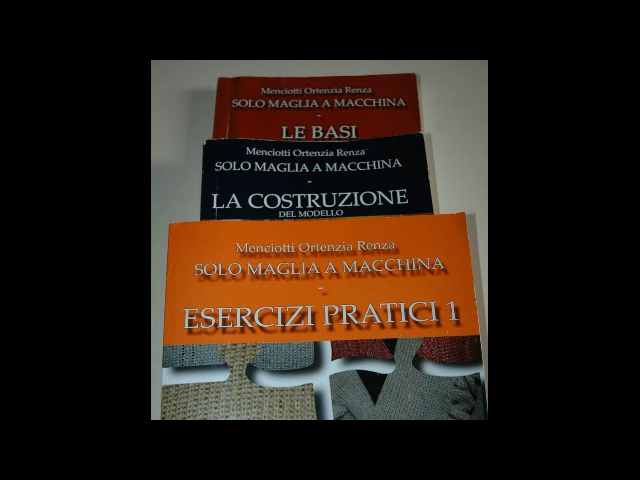 Menciotti Ortenzia Renza
SOLO MAGLIA A MACCHINA
-
LE BASI
Menciotti Ortenzia Renza
SOLO MAGLIA A MACCHINA
-
LA COSTRUZIONE
DEL MODELLO
Menciotti Ortenzia Renza
SOLO MAGLIA A MACCHINA
-
ESERCIZI PRATICI 1